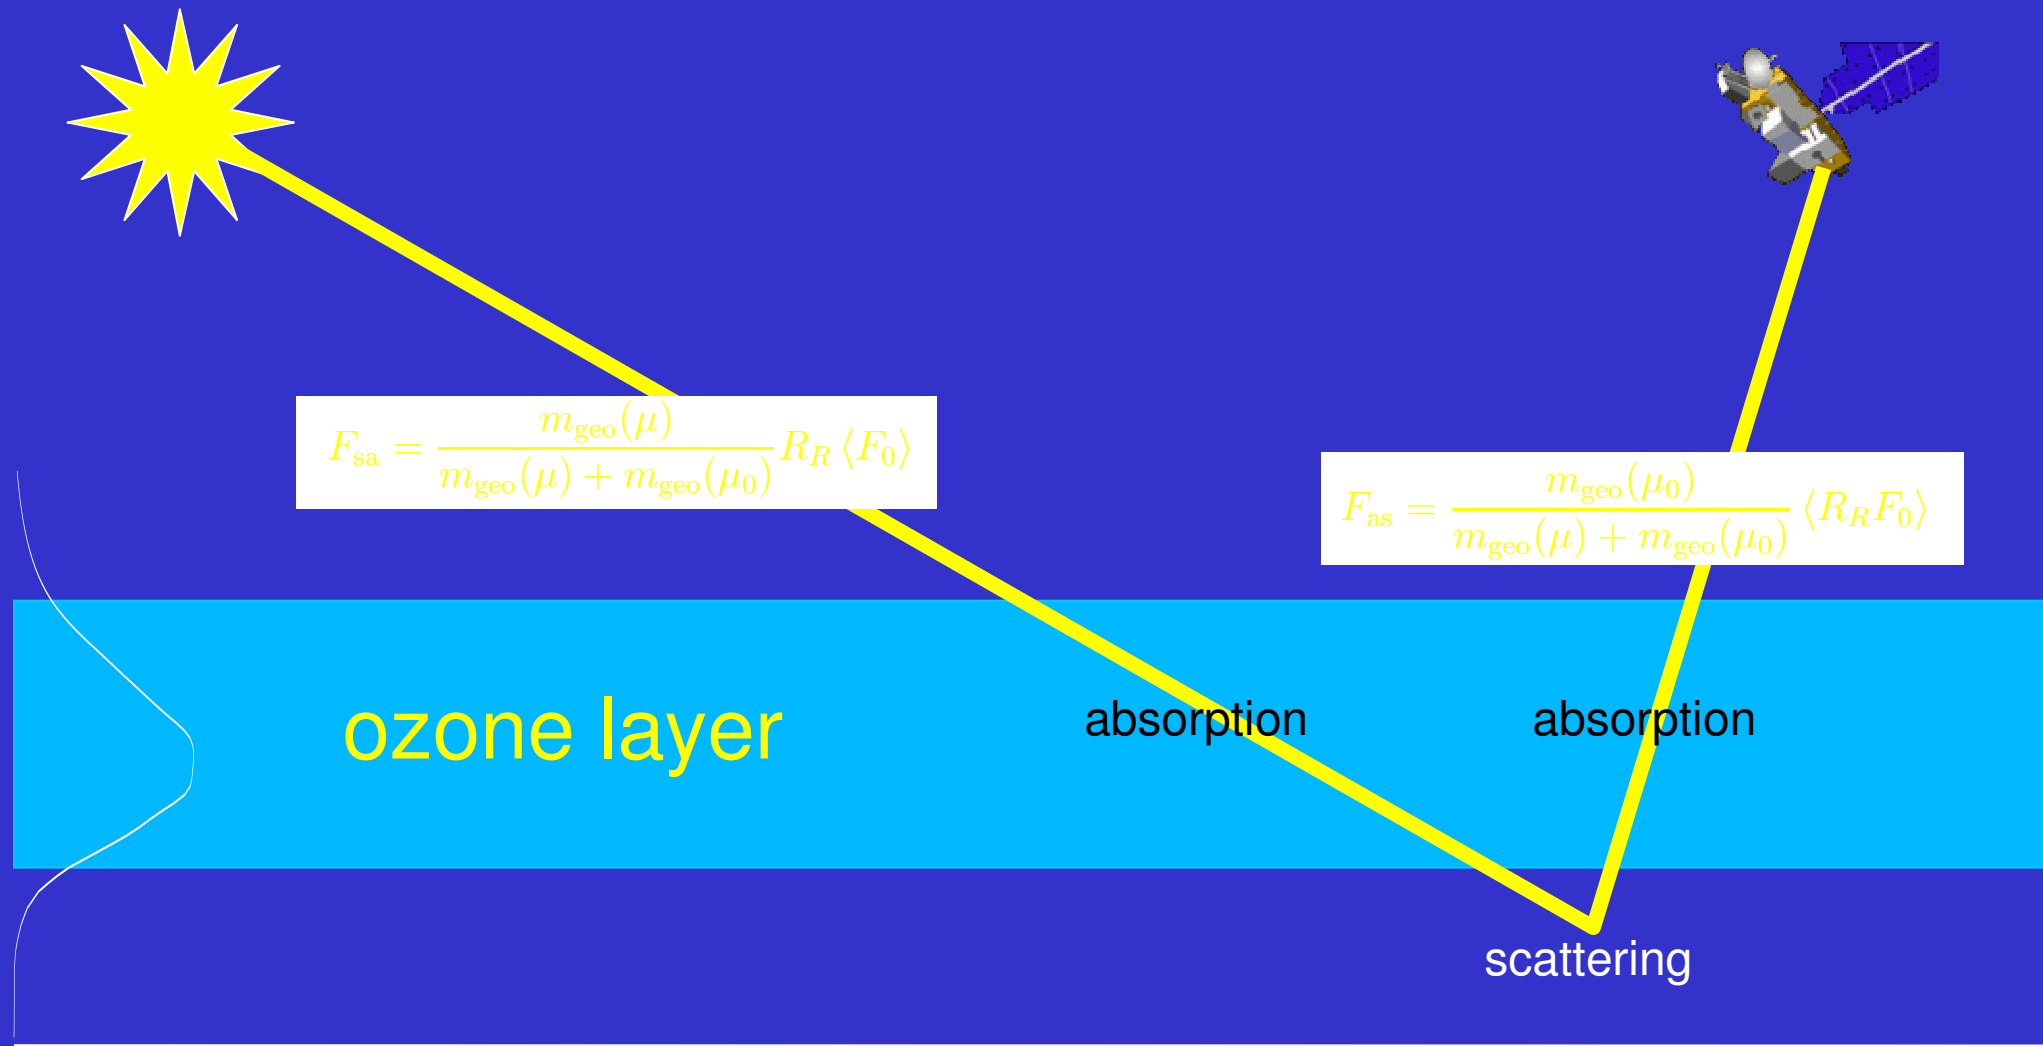 F_sa = m_geo(μ) / (m_geo(μ) + m_geo(μ_0)) R_R ⟨F_0⟩
F_as = m_geo(μ_0) / (m_geo(μ) + m_geo(μ_0)) ⟨R_R F_0⟩
ozone layer
absorption
absorption
scattering